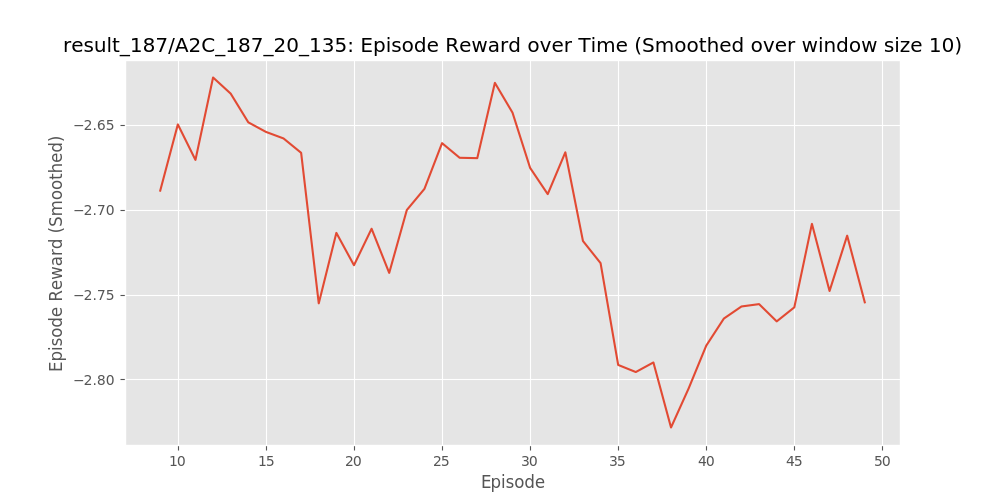 result_187/A2C_187_20_135: Episode Reward over Time (Smoothed over window size 10)
Episode Reward (Smoothed)
−2.65
−2.70
−2.75
−2.80
10 15 20 25 30 35 40 45 50
Episode